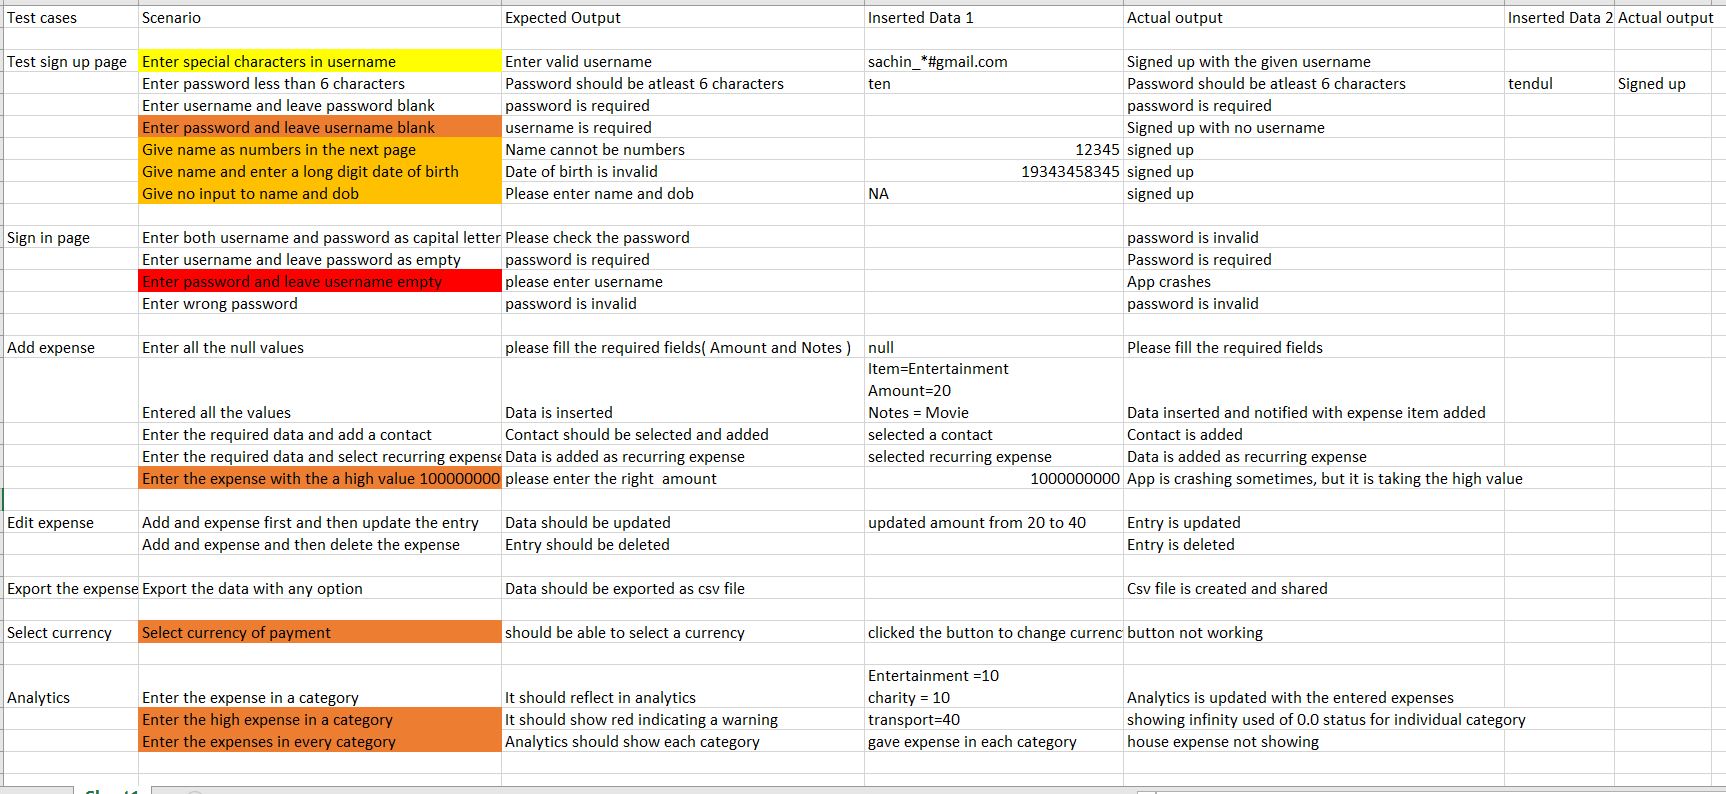 Test cases Scenario Expected Output Inserted Data 1 Actual output Inserted Data 2 Actual output
Test sign up page Enter special characters in username Enter valid username sachin_*#gmail.com Signed up with the given username
Enter password less than 6 characters Password should be atleast 6 characters ten Password should be atleast 6 characters tendul Signed up
Enter username and leave password blank password is required password is required
Enter password and leave username blank username is required Signed up with no username
Give name as numbers in the next page Name cannot be numbers 12345 signed up
Give name and enter a long digit date of birth Date of birth is invalid 19343458345 signed up
Give no input to name and dob Please enter name and dob NA signed up
Sign in page Enter both username and password as capital letter Please check the password password is invalid
Enter username and leave password as empty password is required Password is required
Enter password and leave username empty please enter username App crashes
Enter wrong password password is invalid password is invalid
Add expense Enter all the null values please fill the required fields( Amount and Notes ) null Please fill the required fields
Item=Entertainment
Amount=20
Entered all the values Data is inserted Notes = Movie Data inserted and notified with expense item added
Enter the required data and add a contact Contact should be selected and added selected a contact Contact is added
Enter the required data and select recurring expense Data is added as recurring expense selected recurring expense Data is added as recurring expense
Enter the expense with the a high value 100000000 please enter the right amount 1000000000 App is crashing sometimes, but it is taking the high value
Edit expense Add and expense first and then update the entry Data should be updated updated amount from 20 to 40 Entry is updated
Add and expense and then delete the expense Entry should be deleted Entry is deleted
Export the expense Export the data with any option Data should be exported as csv file Csv file is created and shared
Select currency Select currency of payment should be able to select a currency clicked the button to change currenc button not working
Entertainment =10
Analytics Enter the expense in a category It should reflect in analytics charity = 10 Analytics is updated with the entered expenses
Enter the high expense in a category It should show red indicating a warning transport=40 showing infinity used of 0.0 status for individual category
Enter the expenses in every category Analytics should show each category gave expense in each category house expense not showing